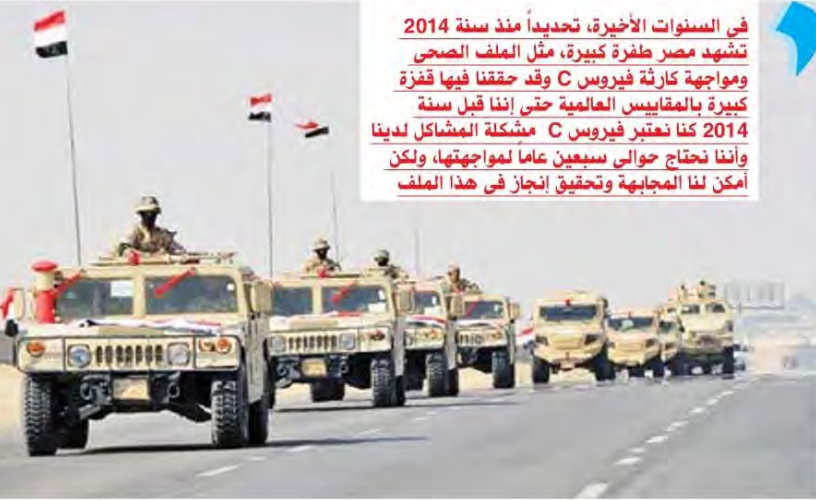 فى السنوات الأخيرة، تحديداً منذ سنة 2014
تشهد مصر طفرة كبيرة، مثل الملف الصحى
ومواجهة كارثة فيروس C وقد حققنا فيها قفزة
كبيرة بالمقاييس العالمية حتى إننا قبل سنة
2014 كنا نعتبر فيروس C مشكلة المشاكل لدينا
وأننا نحتاج حوالى سبعين عاماً لمواجهتها، ولكن
أمكن لنا المجابهة وتحقيق إنجاز فى هذا الملف